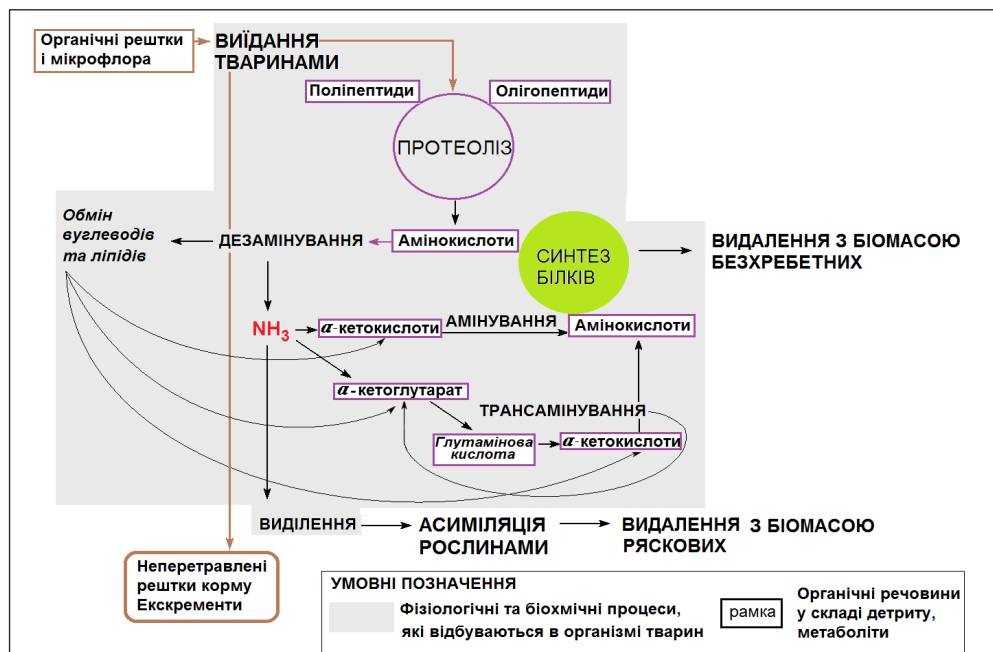 Органічні рештки
і мікрофлора
ВИЇДАННЯ
ТВАРИНАМИ
Поліпептиди
Олігопептиди
ПРОТЕОЛІЗ
Обмін
вуглеводів
та ліпідів
ДЕЗАМІНУВАННЯ
Амінокислоти
СИНТЕЗ
БІЛКІВ
ВИДАЛЕННЯ З БІОМАСОЮ
БЕЗХРЕБЕТНИХ
NH₃
α-кетокислоти
АМІНУВАННЯ
Амінокислоти
α-кетоглутарат
ТРАНСАМІНУВАННЯ
Глутамінова
кислота
α-кетокислоти
ВИДІЛЕННЯ
АСИМІЛЯЦІЯ
РОСЛИНАМИ
ВИДАЛЕННЯ З БІОМАСОЮ
РЯСКОВИХ
Неперетравлені
рештки корму
Екскременти
УМОВНІ ПОЗНАЧЕННЯ
Фізіологічні та біохмічні процеси,
які відбуваються в організмі тварин
рамка
Органічні речовини
у складі детриту,
метаболіти